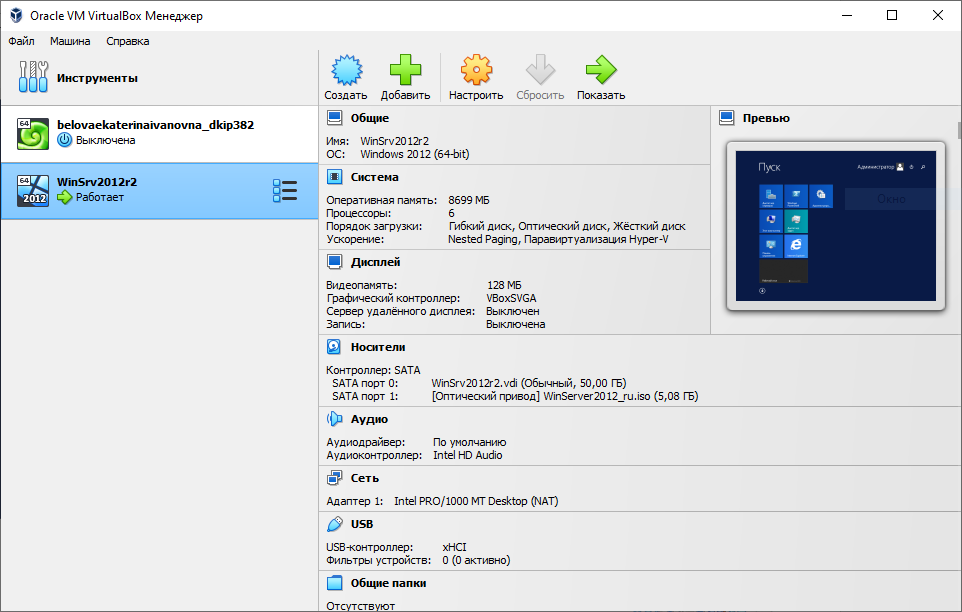 Oracle VM VirtualBox Менеджер
Файл Машина Справка
Инструменты
Создать Добавить Настроить Сбросить Показать
64
belovaekaterinaivanovna_dkip382
Выключена
64
2012
WinSrv2012r2
Работает
Общие
Имя: WinSrv2012r2
ОС: Windows 2012 (64-bit)
Система
Оперативная память: 8699 МБ
Процессоры: 6
Порядок загрузки: Гибкий диск, Оптический диск, Жёсткий диск
Ускорение: Nested Paging, Паравиртуализация Hyper-V
Дисплей
Видеопамять: 128 МБ
Графический контроллер: VBoxSVGA
Сервер удалённого дисплея: Выключен
Запись: Выключена
Превью
Пуск
Администратор
Окно
Носители
Контроллер: SATA
SATA порт 0: WinSrv2012r2.vdi (Обычный, 50,00 ГБ)
SATA порт 1: [Оптический привод] WinServer2012_ru.iso (5,08 ГБ)
Аудио
Аудиодрайвер: По умолчанию
Аудиоконтроллер: Intel HD Audio
Сеть
Адаптер 1: Intel PRO/1000 MT Desktop (NAT)
USB
USB-контроллер: xHCI
Фильтры устройств: 0 (0 активно)
Общие папки
Отсутствуют